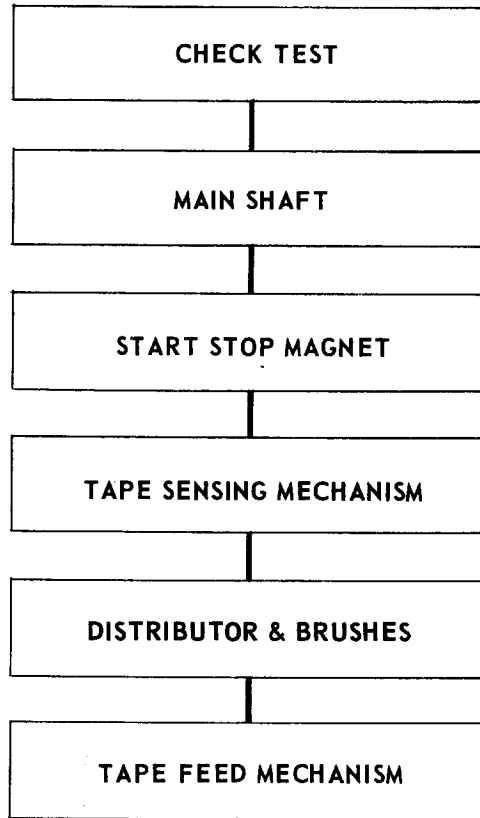 CHECK TEST
MAIN SHAFT
START STOP MAGNET
TAPE SENSING MECHANISM
DISTRIBUTOR & BRUSHES
TAPE FEED MECHANISM